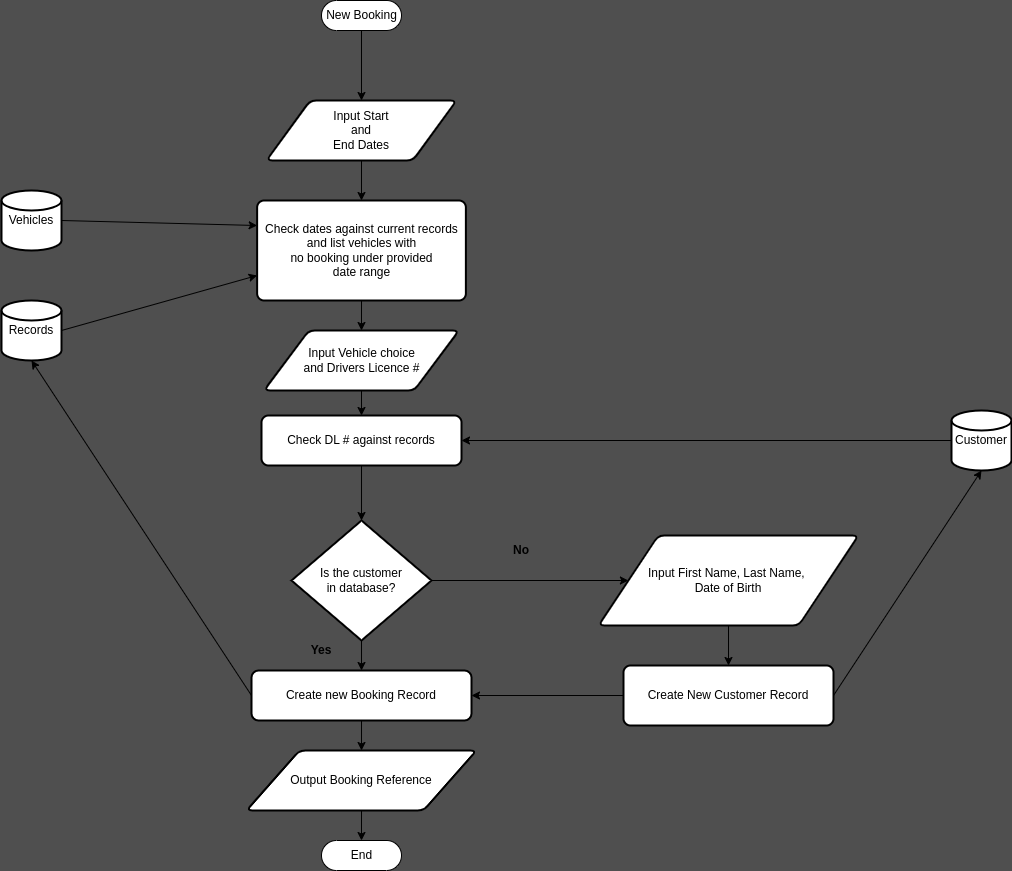 New Booking
Input Start
and
End Dates
Vehicles
Check dates against current records
and list vehicles with
no booking under provided
date range
Records
Input Vehicle choice
and Drivers Licence #
Check DL # against records
Customer
Is the customer
in database?
No
Input First Name, Last Name,
Date of Birth
Yes
Create new Booking Record
Create New Customer Record
Output Booking Reference
End